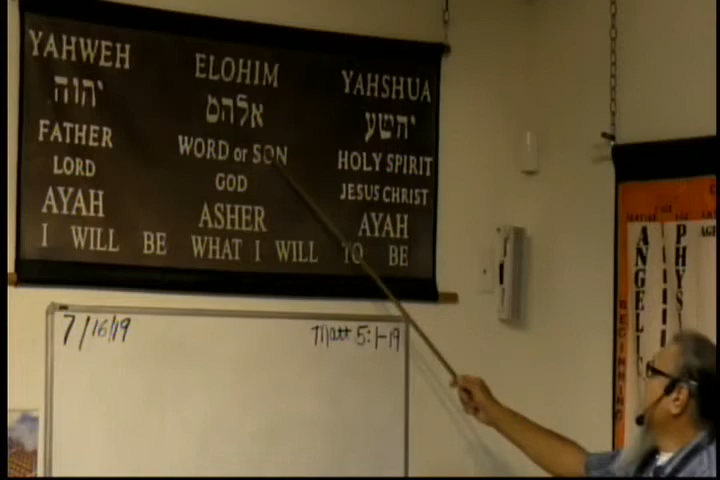 YAHWEH ELOHIM YAHSHUA
יהוה אלהם יהשע
FATHER WORD or SON HOLY SPIRIT
LORD GOD JESUS CHRIST
AYAH ASHER AYAH
I WILL BE WHAT I WILL TO BE
7/16/19 Matt 5:1-19
BEGINNING